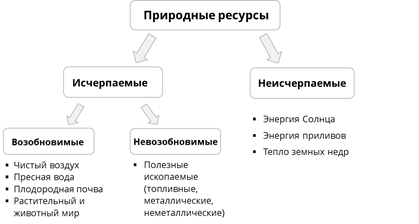 Природные ресурсы
Исчерпаемые
Неисчерпаемые
Возобновимые
Невозобновимые
▪ Энергия Солнца
▪ Энергия приливов
▪ Тепло земных недр
▪ Чистый воздух
▪ Пресная вода
▪ Плодородная почва
▪ Растительный и
животный мир
▪ Полезные
ископаемые
(топливные,
металлические,
неметаллические)